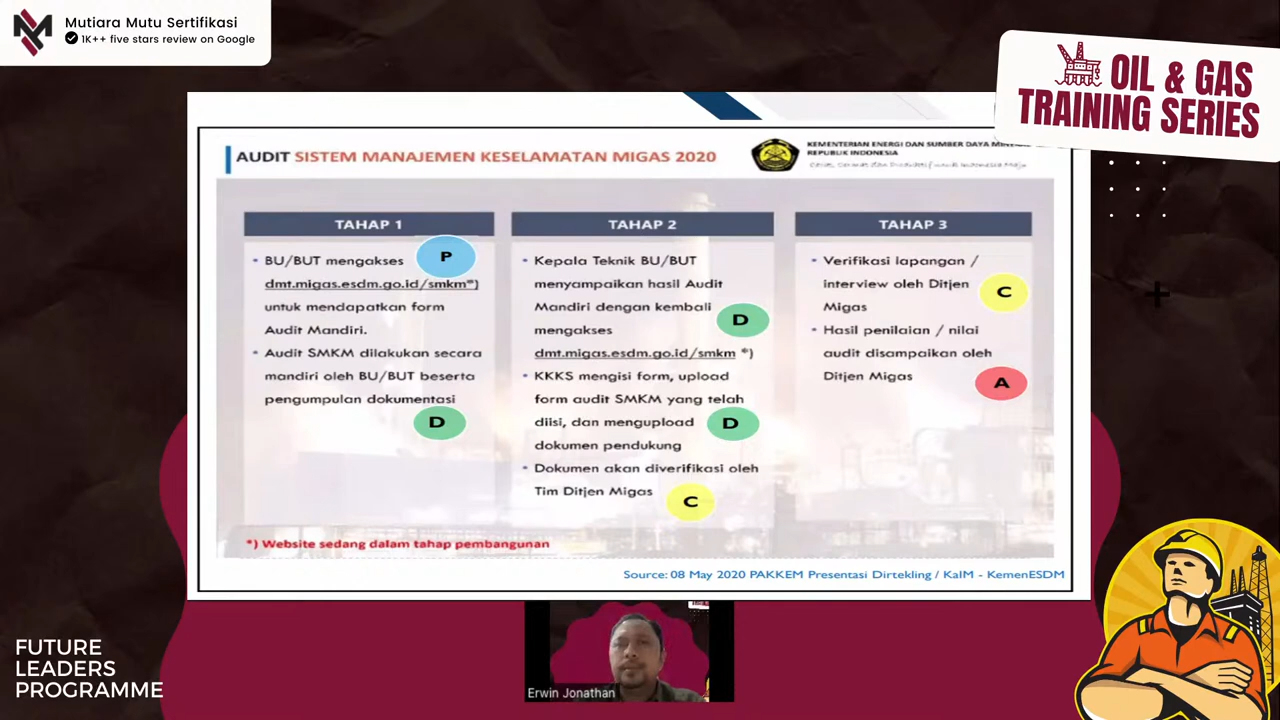 Mutiara Mutu Sertifikasi
1K++ five stars review on Google
OIL & GAS
TRAINING SERIES
AUDIT SISTEM MANAJEMEN KESELAMATAN MIGAS 2020
KEMENTERIAN ENERGI DAN SUMBER DAYA
REPUBLIK INDONESIA
TAHAP 1
• BU/BUT mengakses
P
dmt.migas.esdm.go.id/smkm*)
untuk mendapatkan form
Audit Mandiri.
• Audit SMKM dilakukan secara
mandiri oleh BU/BUT beserta
pengumpulan dokumentasi
D
TAHAP 2
• Kepala Teknik BU/BUT
menyampaikan hasil Audit
Mandiri dengan kembali
D
mengakses
dmt.migas.esdm.go.id/smkm *)
• KKKS mengisi form, upload
form audit SMKM yang telah
diisi, dan mengupload
D
dokumen pendukung
• Dokumen akan diverifikasi oleh
Tim Ditjen Migas
C
TAHAP 3
• Verifikasi lapangan /
interview oleh Ditjen
C
Migas
• Hasil penilaian / nilai
audit disampaikan oleh
Ditjen Migas
A
*) Website sedang dalam tahap pembangunan
Source: 08 May 2020 PAKKEM Presentasi Dirtekling / KaIM - KemenESDM
Erwin Jonathan
FUTURE
LEADERS
PROGRAMME